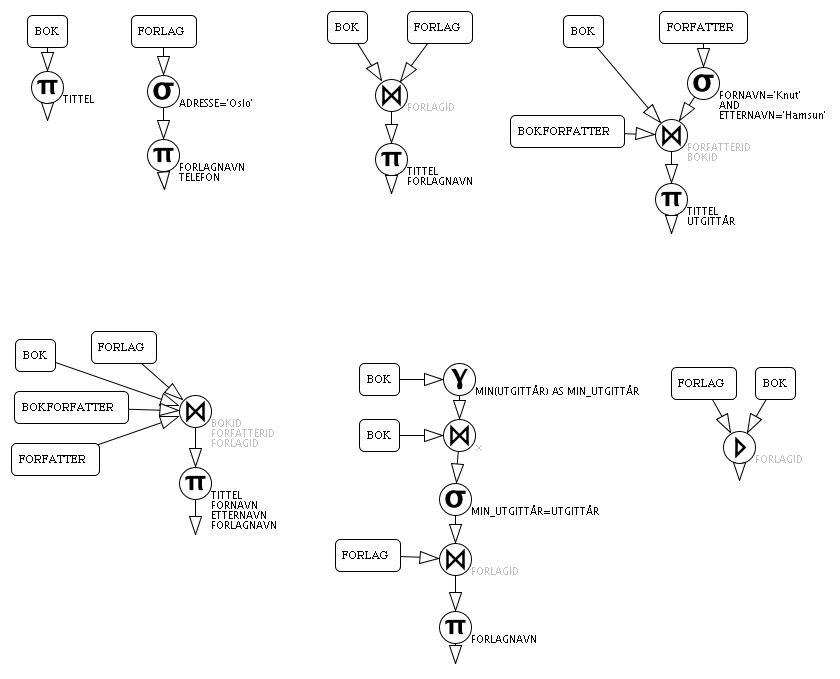 BOK
π
TITTEL
FORLAG
σ
ADRESSE='Oslo'
π
FORLAGNAVN
TELEFON
BOK
FORLAG
⋈
FORLAGID
π
TITTEL
FORLAGNAVN
BOK
FORFATTER
σ
FORNAVN='Knut'
AND
ETTERNAVN='Hamsun'
BOKFORFATTER
⋈
FORFATTERID
BOKID
π
TITTEL
UTGITTÅR
BOK
FORLAG
BOKFORFATTER
FORFATTER
⋈
BOKID
FORFATTERID
FORLAGID
π
TITTEL
FORNAVN
ETTERNAVN
FORLAGNAVN
BOK
γ
MIN(UTGITTÅR) AS MIN_UTGITTÅR
BOK
⋈
×
σ
MIN_UTGITTÅR=UTGITTÅR
FORLAG
⋈
FORLAGID
π
FORLAGNAVN
FORLAG
BOK
▷
FORLAGID